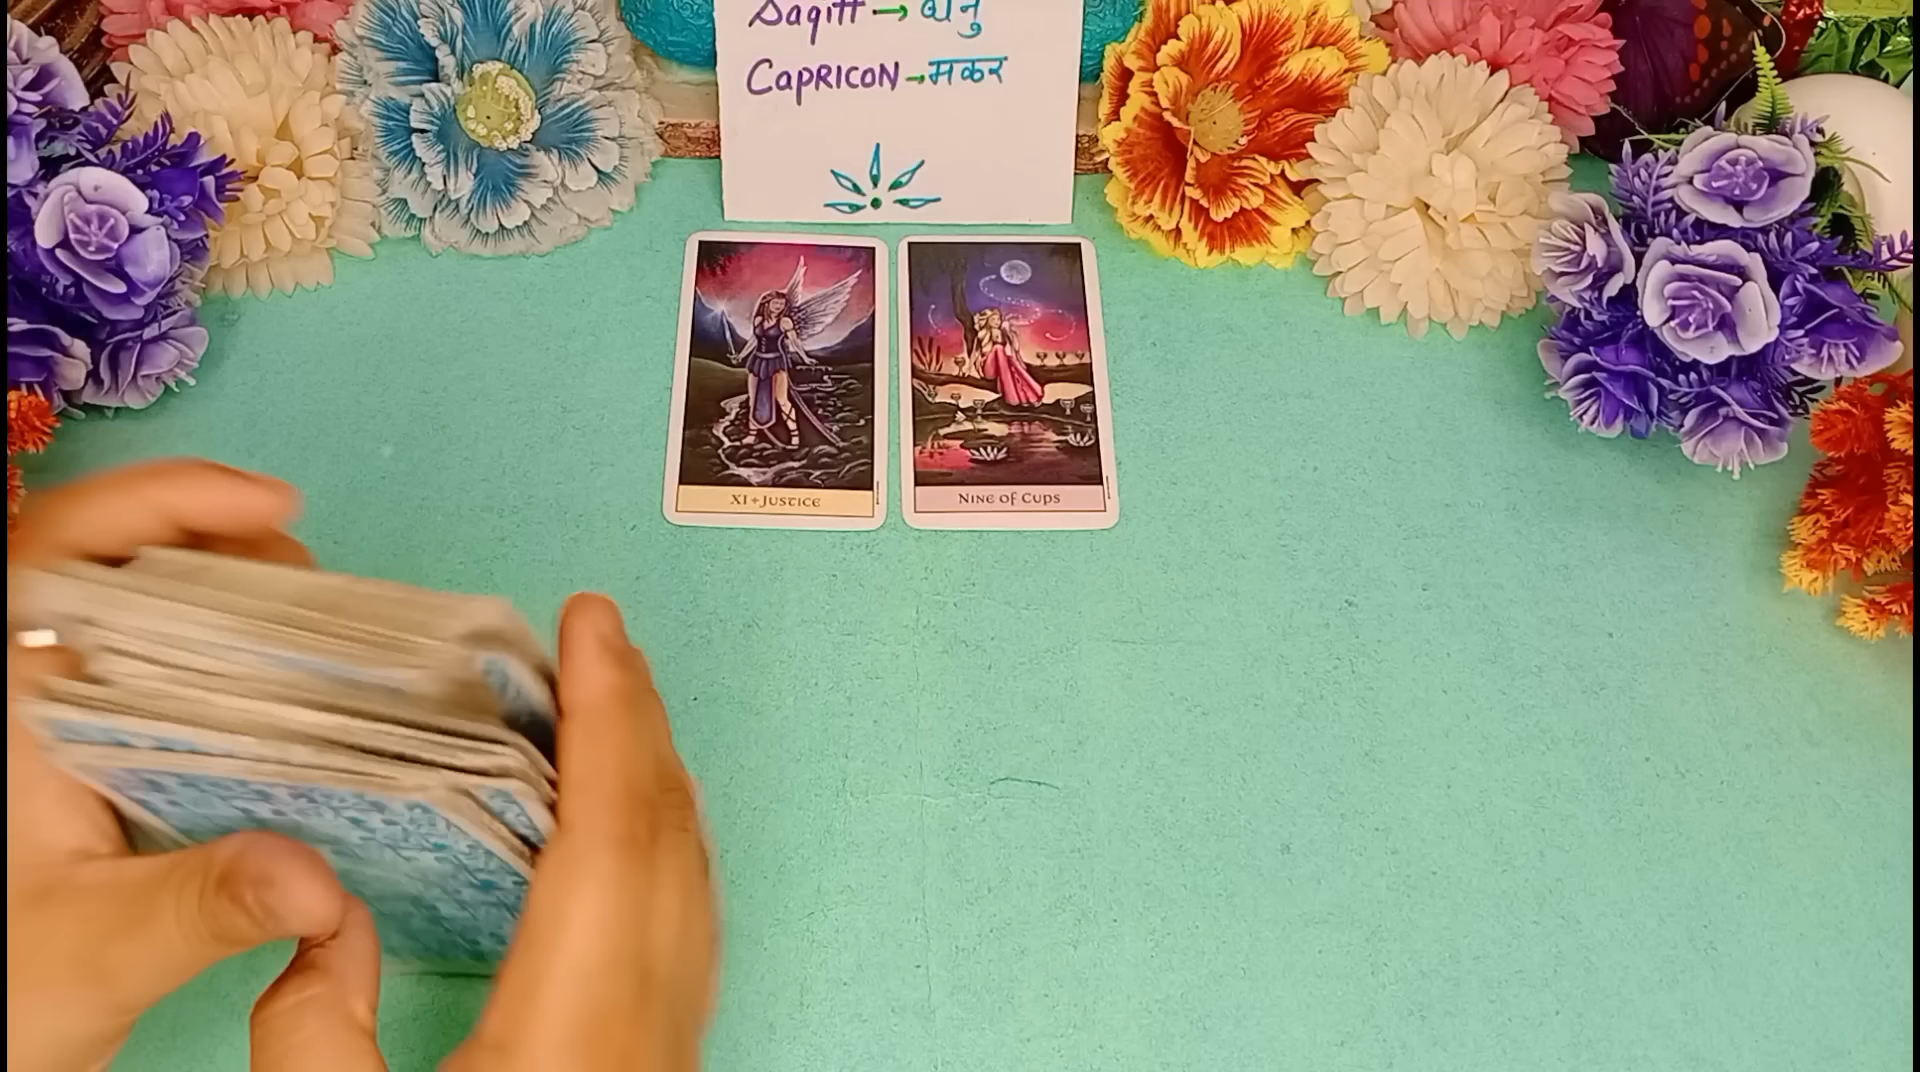 Sagitt → धनु
CAPRICON → मकर
XI + JUSTICE
NINE OF CUPS